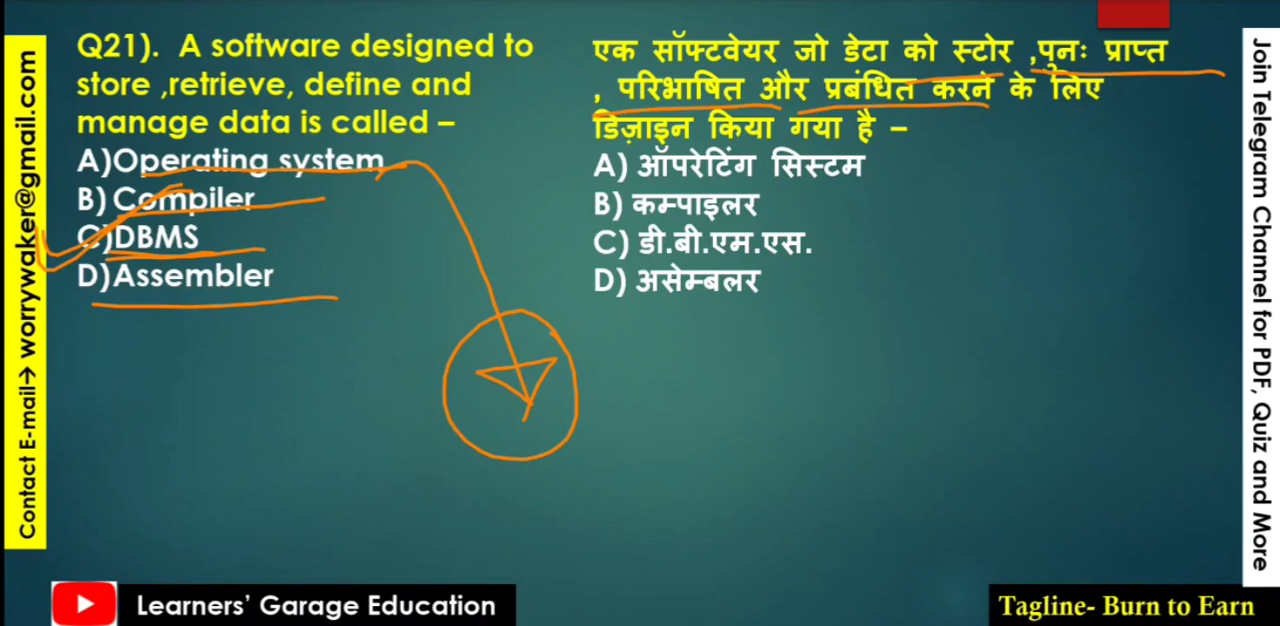 Q21). A software designed to
store ,retrieve, define and
manage data is called –
A)Operating system
B) Compiler
C)DBMS
D)Assembler
एक सॉफ्टवेयर जो डेटा को स्टोर ,पुनः प्राप्त
, परिभाषित और प्रबंधित करने के लिए
डिज़ाइन किया गया है –
A) ऑपरेटिंग सिस्टम
B) कम्पाइलर
C) डी.बी.एम.एस.
D) असेम्बलर
Contact E-mail→ worrywaker@gmail.com
Join Telegram Channel for PDF, Quiz and More
Learners’ Garage Education
Tagline- Burn to Earn